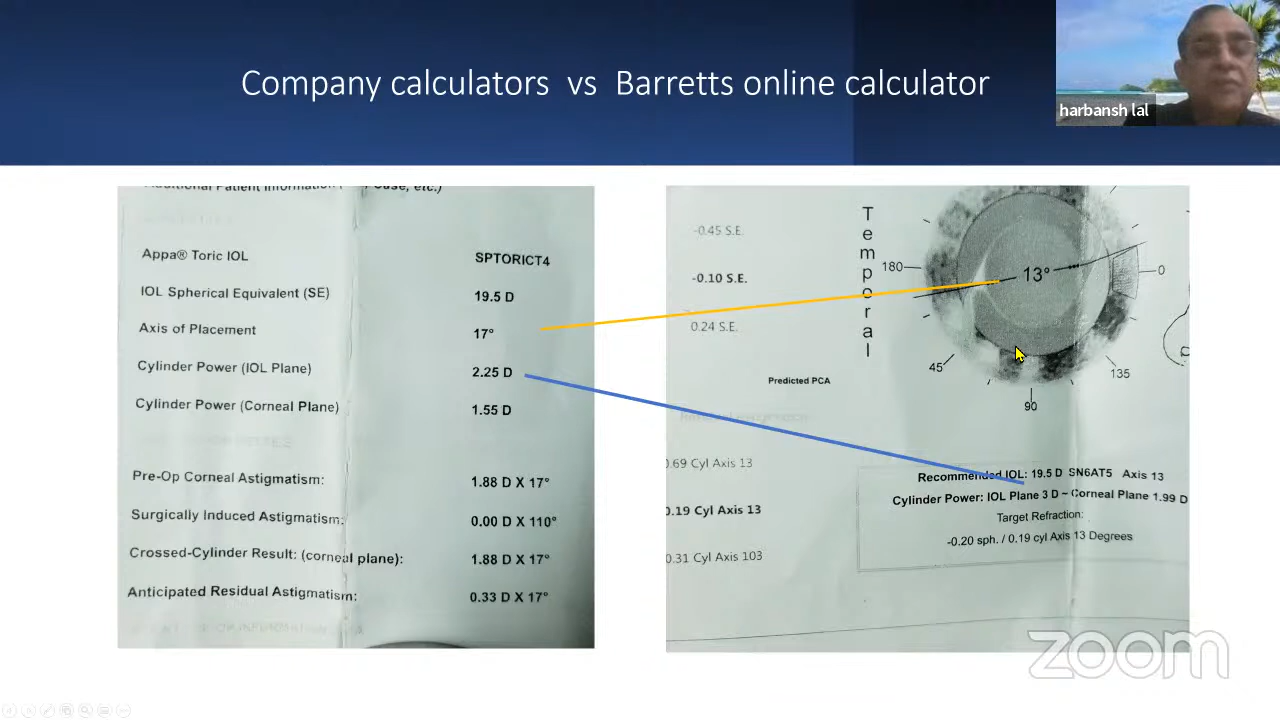 Company calculators vs Barretts online calculator
harbansh lal
Additional Patient Information
Appa® Toric IOL SPTORICT4
IOL Spherical Equivalent (SE) 19.5 D
Axis of Placement 17°
Cylinder Power (IOL Plane) 2.25 D
Cylinder Power (Corneal Plane) 1.55 D
Pre-Op Corneal Astigmatism: 1.88 D X 17°
Surgically Induced Astigmatism: 0.00 D X 110°
Crossed-Cylinder Result: (corneal plane): 1.88 D X 17°
Anticipated Residual Astigmatism: 0.33 D X 17°
-0.45 S.E.
-0.10 S.E.
0.24 S.E.
Temporal
180
13°
0
45
135
90
Predicted PCA
0.69 Cyl Axis 13
0.19 Cyl Axis 13
0.31 Cyl Axis 103
Recommended IOL: 19.5 D SN6AT5 Axis 13
Cylinder Power: IOL Plane 3 D ~ Corneal Plane 1.99 D
Target Refraction:
-0.20 sph. / 0.19 cyl Axis 13 Degrees
zoom